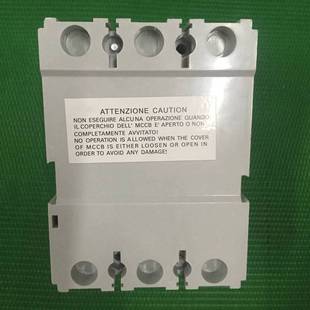 ATTENZIONE CAUTION
NON ESEGUIRE ALCUNA OPERAZIONE QUANDO
IL COPERCHIO DELL' MCCB E' APERTO O NON
COMPLETAMENTE AVVITATO!
NO OPERATION IS ALLOWED WHEN THE COVER
OF MCCB IS EITHER LOOSEN OR OPEN IN
ORDER TO AVOID ANY DAMAGE!